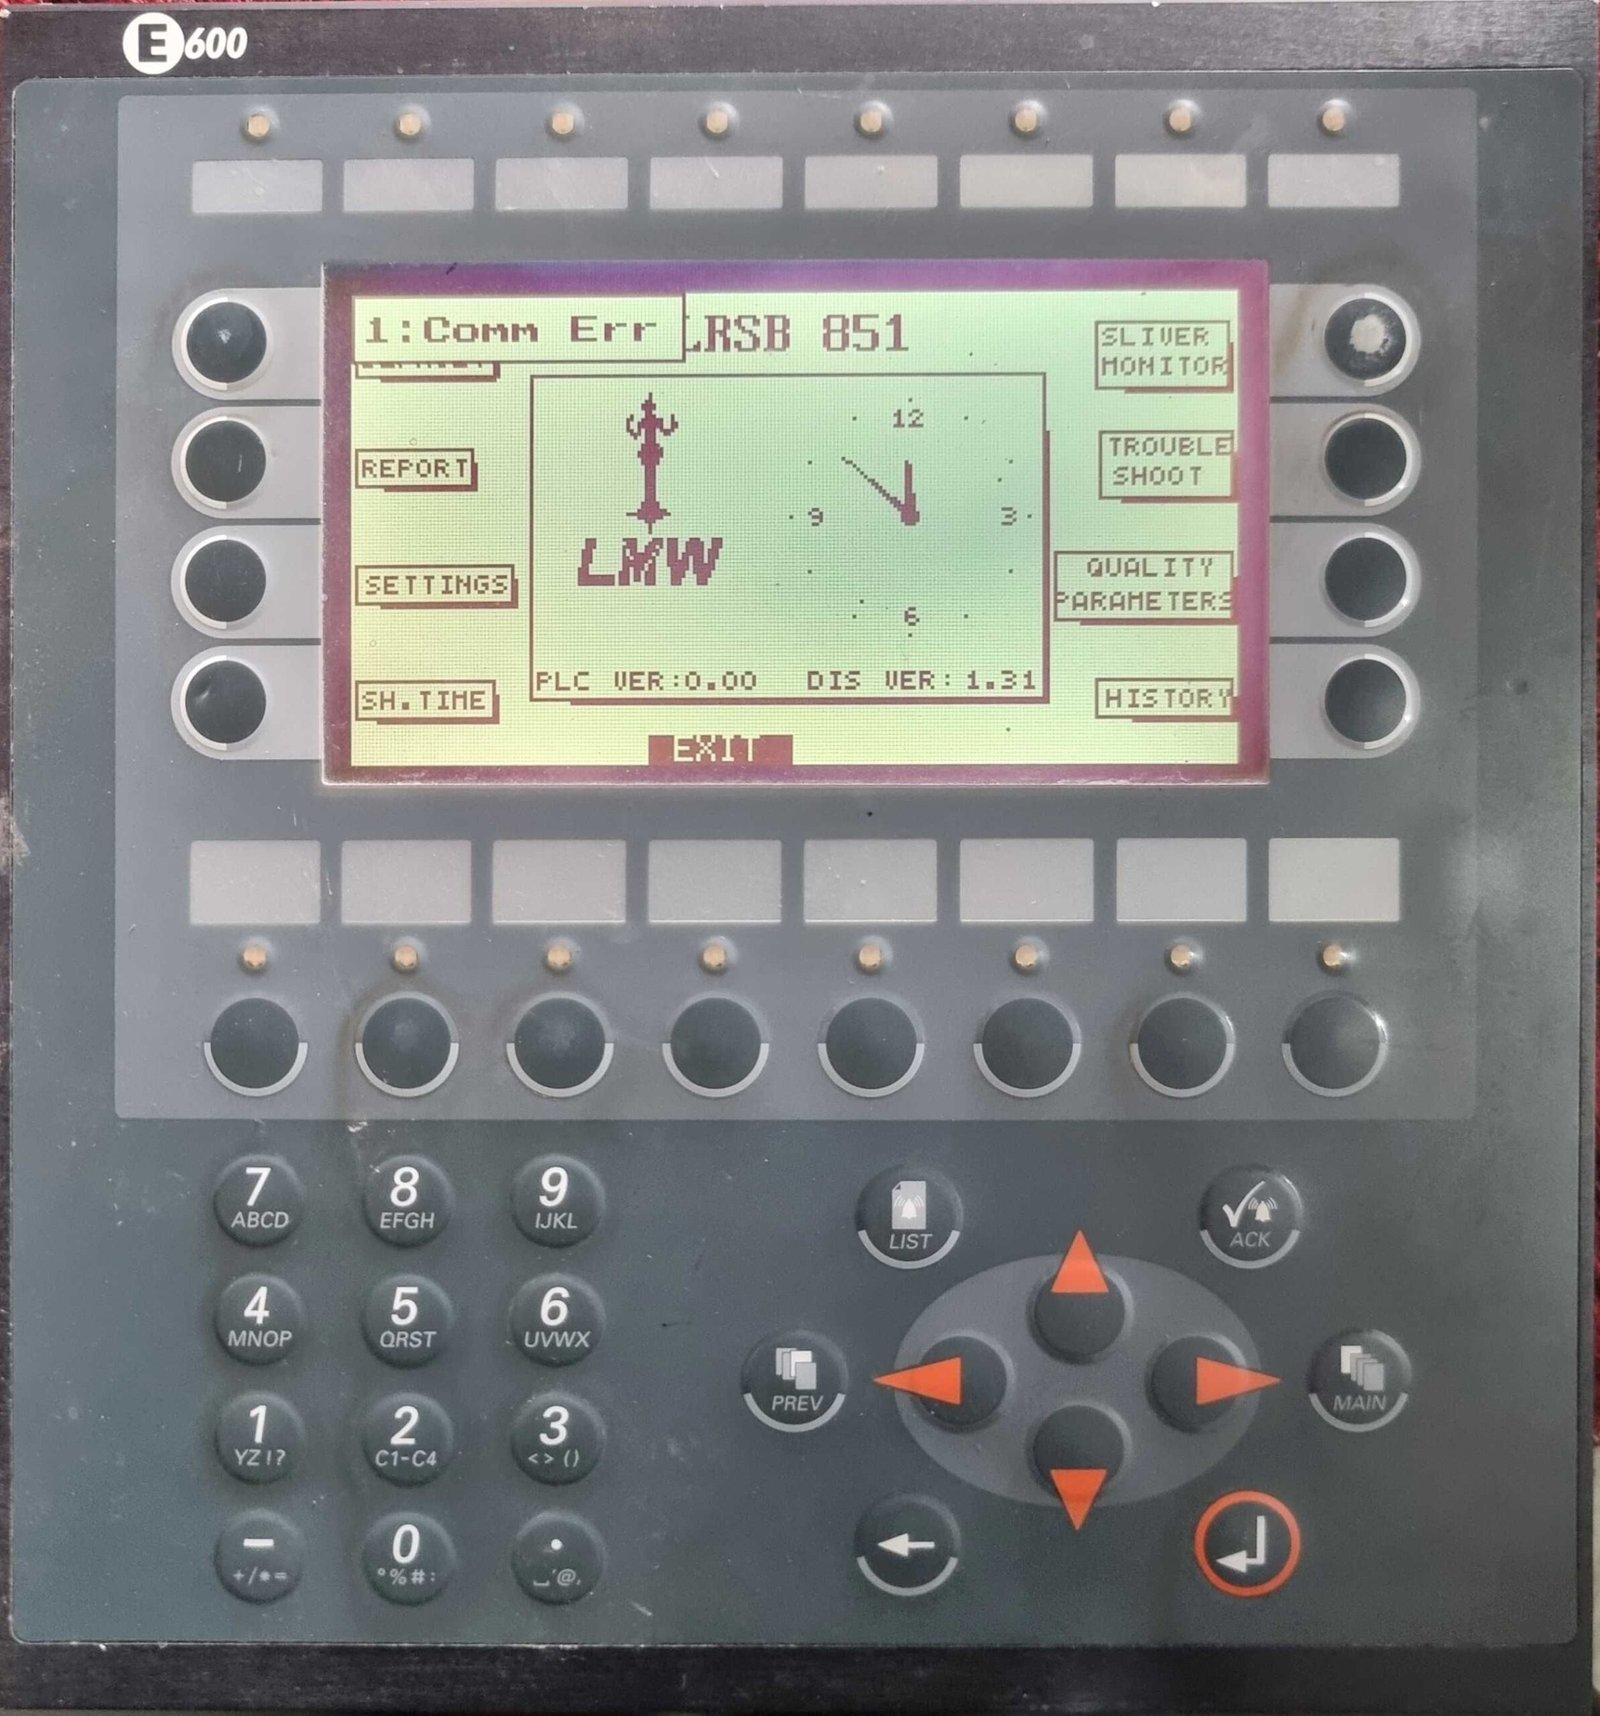 E600
1:Comm Err
LRSB 851
SLIVER
MONITOR
REPORT
TROUBLE
SHOOT
SETTINGS
QUALITY
PARAMETERS
SH.TIME
HISTORY
12
9
3
6
LMW
PLC VER:0.00
DIS VER:1.31
EXIT
7 8 9
ABCD EFGH IJKL
LIST
ACK
4 5 6
MNOP QRST UVWX
PREV
MAIN
1 2 3
YZ!? C1-C4 <>()
- 0 .
+/*= °%#: ␣'@,